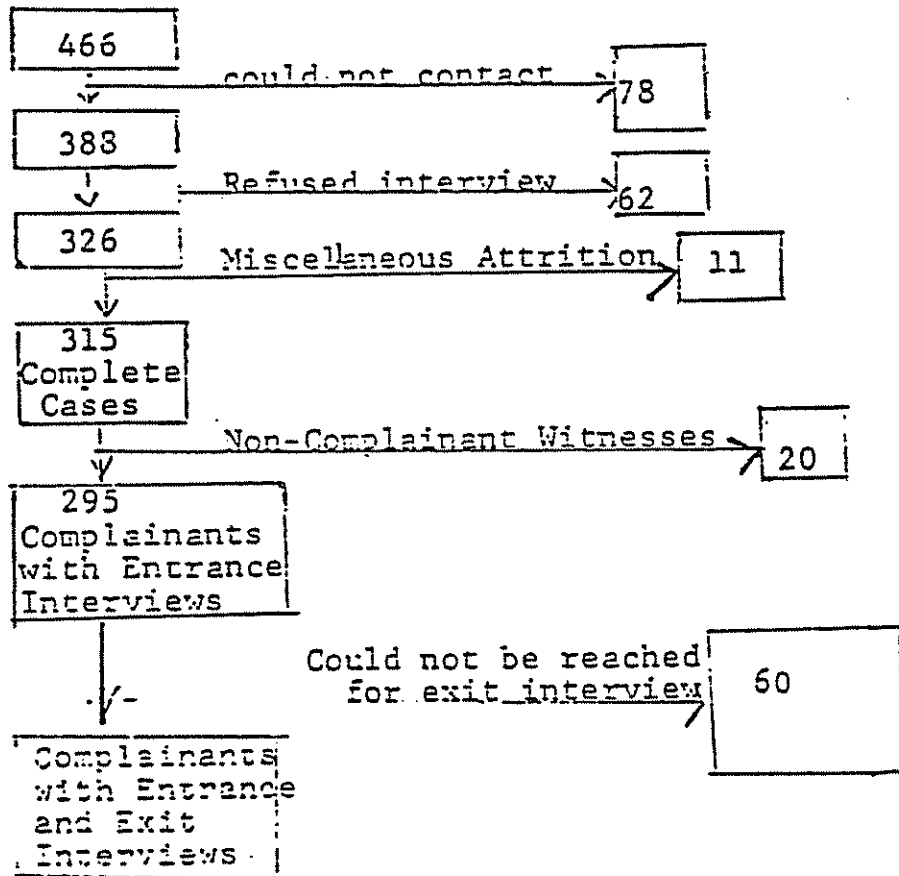 466
could not contact
78
388
Refused interview
62
326
Miscellaneous Attrition
11
315
Complete
Cases
Non-Complainant Witnesses
20
295
Complainants
with Entrance
Interviews
Could not be reached
for exit interview
60
Complainants
with Entrance
and Exit
Interviews